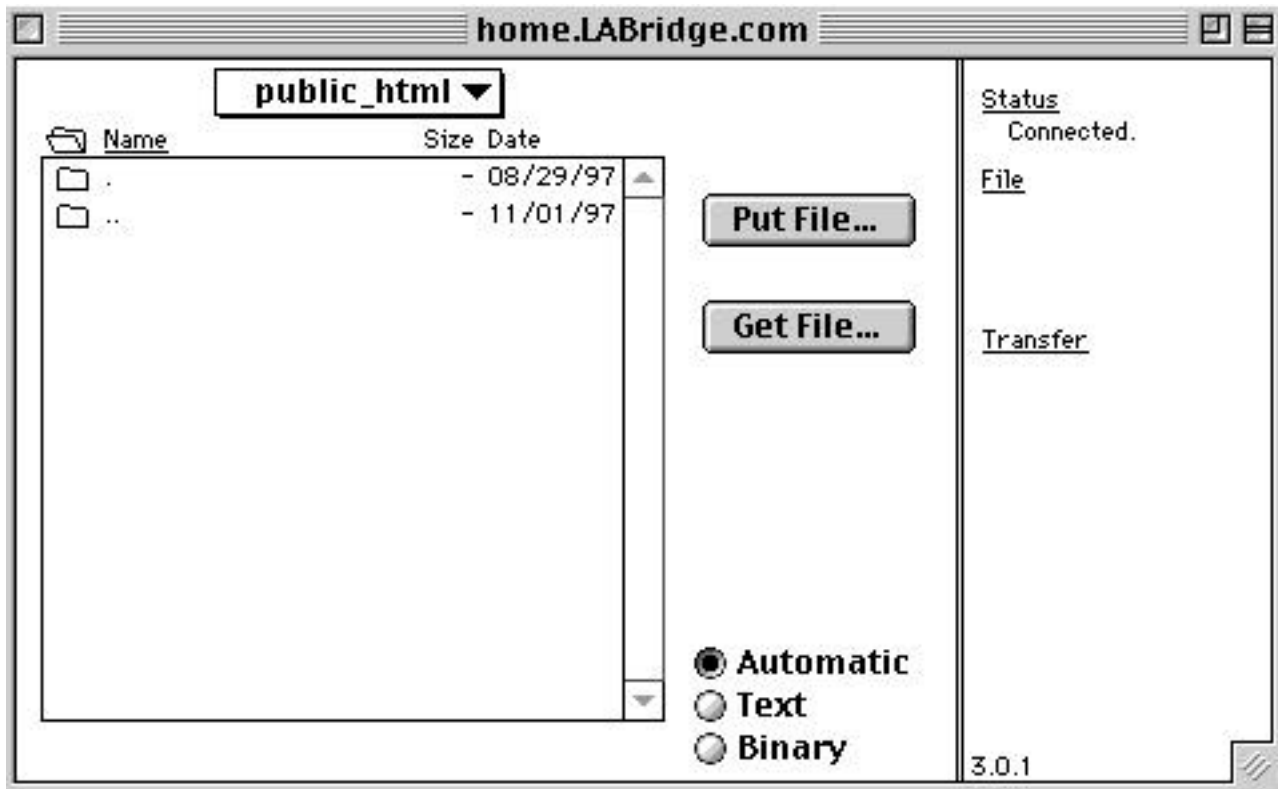 home.LABridge.com
public_html
Name Size Date
. - 08/29/97
.. - 11/01/97
Put File...
Get File...
Automatic
Text
Binary
Status
Connected.
File
Transfer
3.0.1